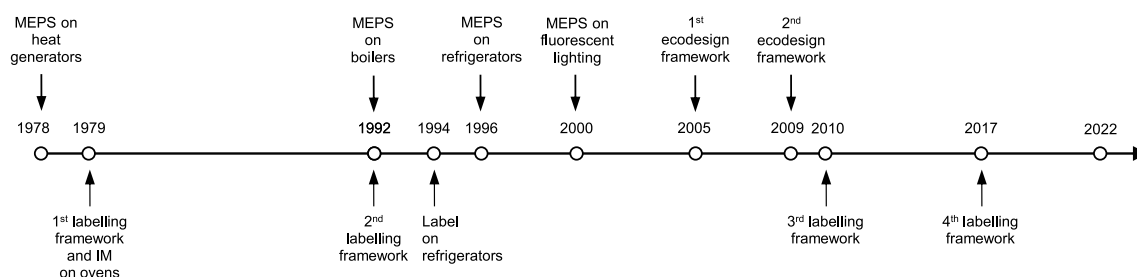 MEPS on
heat
generators
MEPS
on
boilers
MEPS
on
refrigerators
MEPS on
fluorescent
lighting
1st
ecodesign
framework
2nd
ecodesign
framework
1978 1979 1992 1994 1996 2000 2005 2009 2010 2017 2022
1st labelling
framework
and IM
on ovens
2nd
labelling
framework
Label
on
refrigerators
3rd labelling
framework
4th labelling
framework